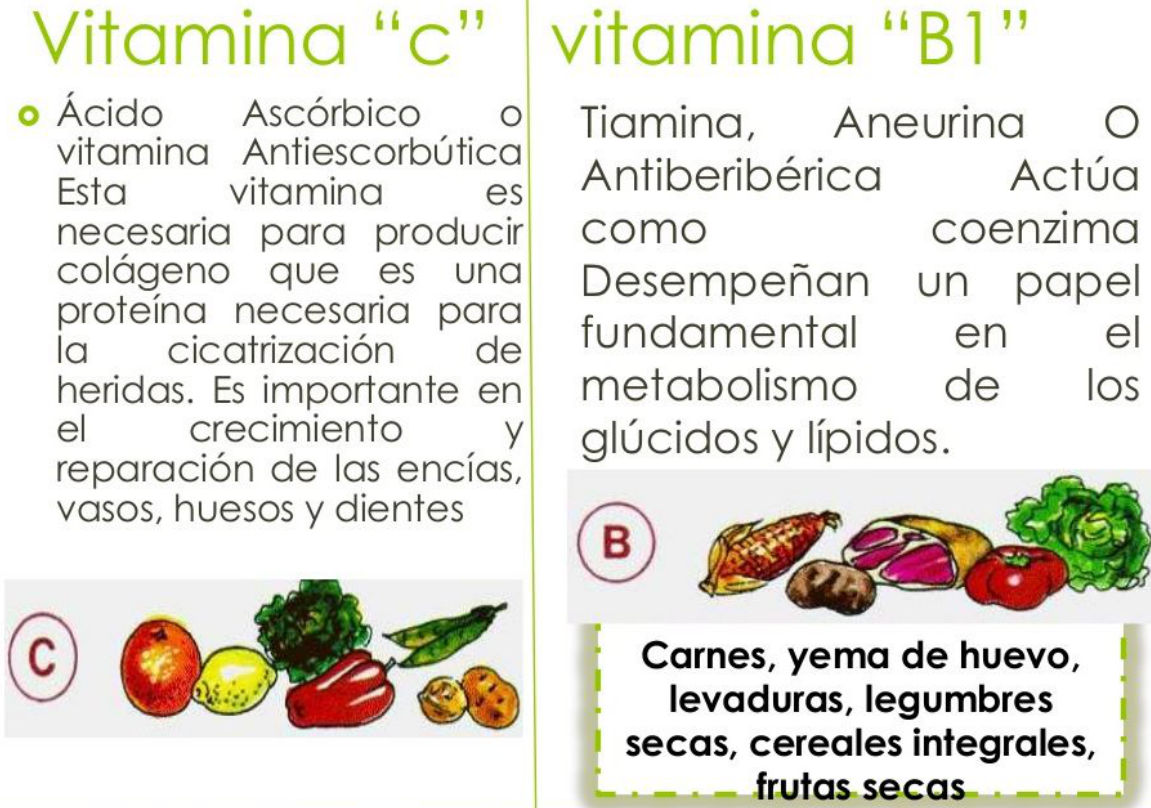 Vitamina “c”
Ácido Ascórbico o
vitamina Antiescorbútica
Esta vitamina es
necesaria para producir
colágeno que es una
proteína necesaria para
la cicatrización de
heridas. Es importante en
el crecimiento y
reparación de las encías,
vasos, huesos y dientes
C
vitamina “B1”
Tiamina, Aneurina O
Antiberibérica Actúa
como coenzima
Desempeñan un papel
fundamental en el
metabolismo de los
glúcidos y lípidos.
B
Carnes, yema de huevo,
levaduras, legumbres
secas, cereales integrales,
frutas secas